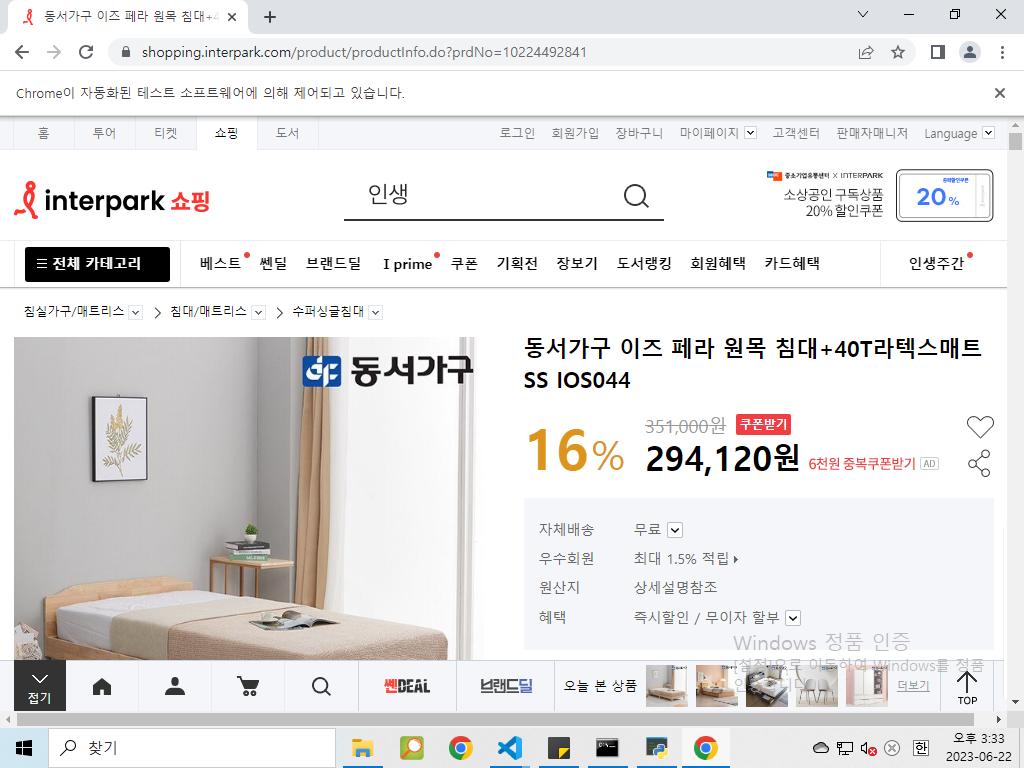 동서가구 이즈 페라 원목 침대+4
shopping.interpark.com/product/productInfo.do?prdNo=10224492841
Chrome이 자동화된 테스트 소프트웨어에 의해 제어되고 있습니다.
홈 투어 티켓 쇼핑 도서 로그인 회원가입 장바구니 마이페이지 고객센터 판매자매니저 Language
interpark 쇼핑 인생
중소기업유통센터 X INTERPARK
소상공인 구독상품
20% 할인쿠폰
20%
전체 카테고리 베스트 쎈딜 브랜드딜 I prime 쿠폰 기획전 장보기 도서랭킹 회원혜택 카드혜택 인생주간
침실가구/매트리스 침대/매트리스 수퍼싱글침대
동서가구
동서가구 이즈 페라 원목 침대+40T라텍스매트
SS IOS044
16%
351,000원 쿠폰받기
294,120원 6천원 중복쿠폰받기 AD
자체배송 무료
우수회원 최대 1.5% 적립
원산지 상세설명참조
혜택 즉시할인 / 무이자 할부
Windows 정품 인증
[설정]으로 이동하여 Windows를 정품
접기 쎈DEAL 브랜드딜 오늘 본 상품 더보기 TOP
찾기
한
오후 3:33
2023-06-22